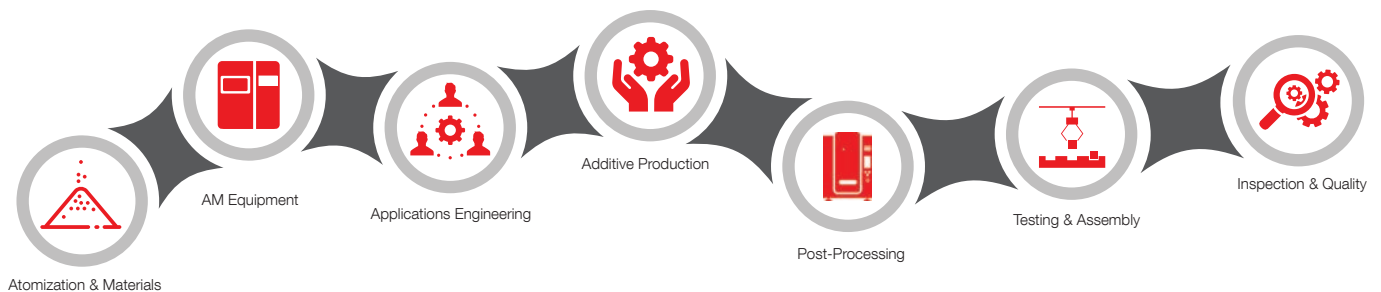 Atomization & Materials
AM Equipment
Applications Engineering
Additive Production
Post-Processing
Testing & Assembly
Inspection & Quality